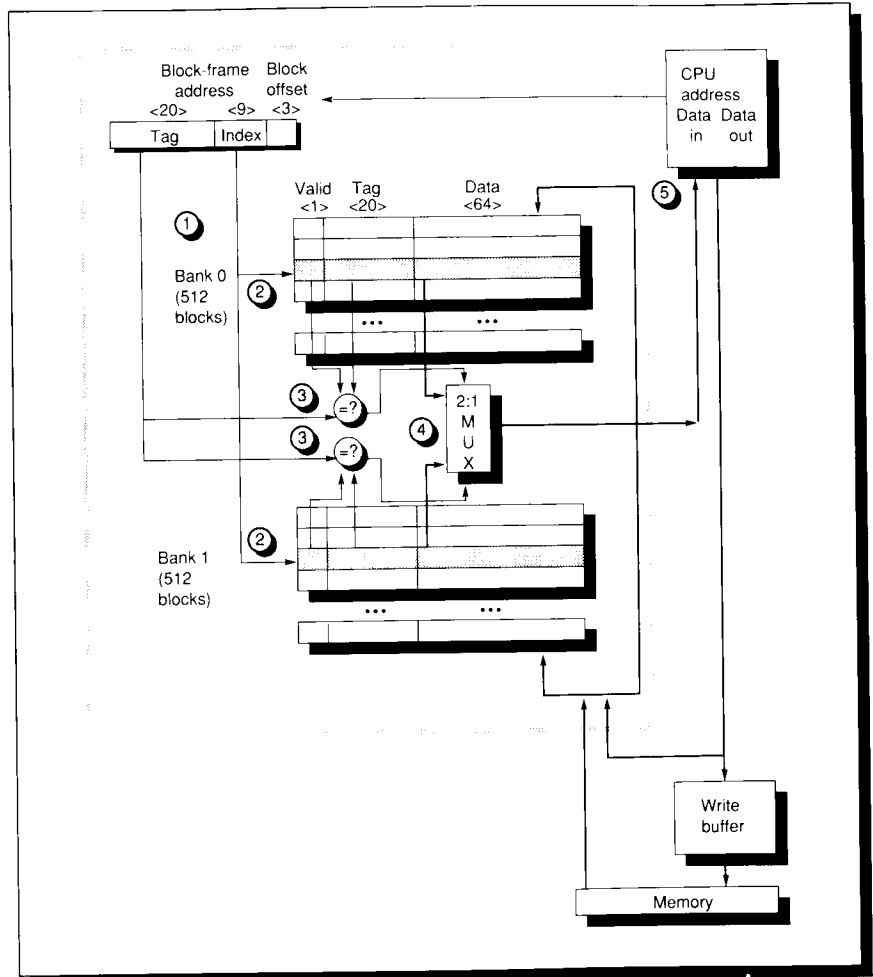 Block-frame Block
address offset
<20> <9> <3>
Tag Index
CPU
address
Data Data
in out
Valid Tag Data
<1> <20> <64>
1
5
Bank 0
(512
blocks)
2
... ...
3
=?
2:1
M
U
X
4
3
=?
2
Bank 1
(512
blocks)
... ...
Write
buffer
Memory